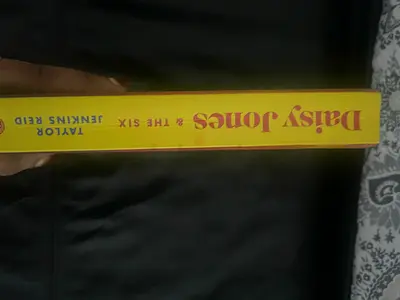 Daisy Jones
& THE SIX
TAYLOR
JENKINS REID